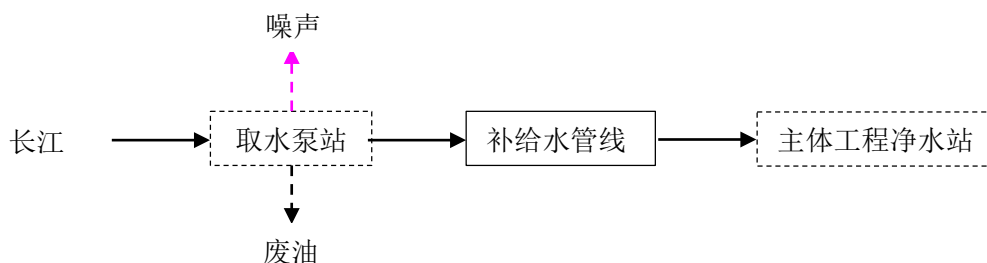 噪声
长江
取水泵站
补给水管线
主体工程净水站
废油